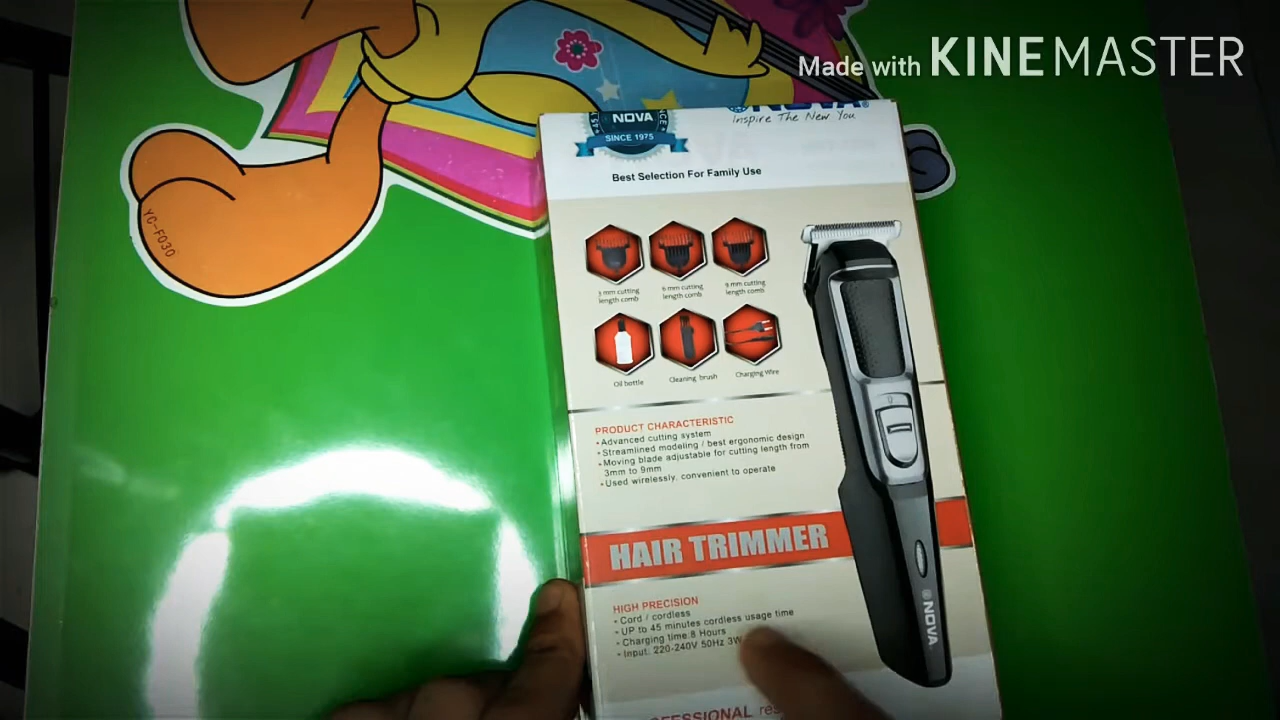 Made with KINEMASTER
NOVA
Inspire The New You
NOVA
SINCE 1975
Best Selection For Family Use
YC-F030
3 mm cutting
length comb
6 mm cutting
length comb
9 mm cutting
length comb
Oil bottle
Cleaning brush
Charging Wire
PRODUCT CHARACTERISTIC
• Advanced cutting system
• Streamlined modeling / best ergonomic design
• Moving blade adjustable for cutting length from
3mm to 9mm
• Used wirelessly, convenient to operate
HAIR TRIMMER
HIGH PRECISION
• Cord / cordless
• UP to 45 minutes cordless usage time
• Charging time:8 Hours
• Input: 220-240V 50Hz 3W
NOVA